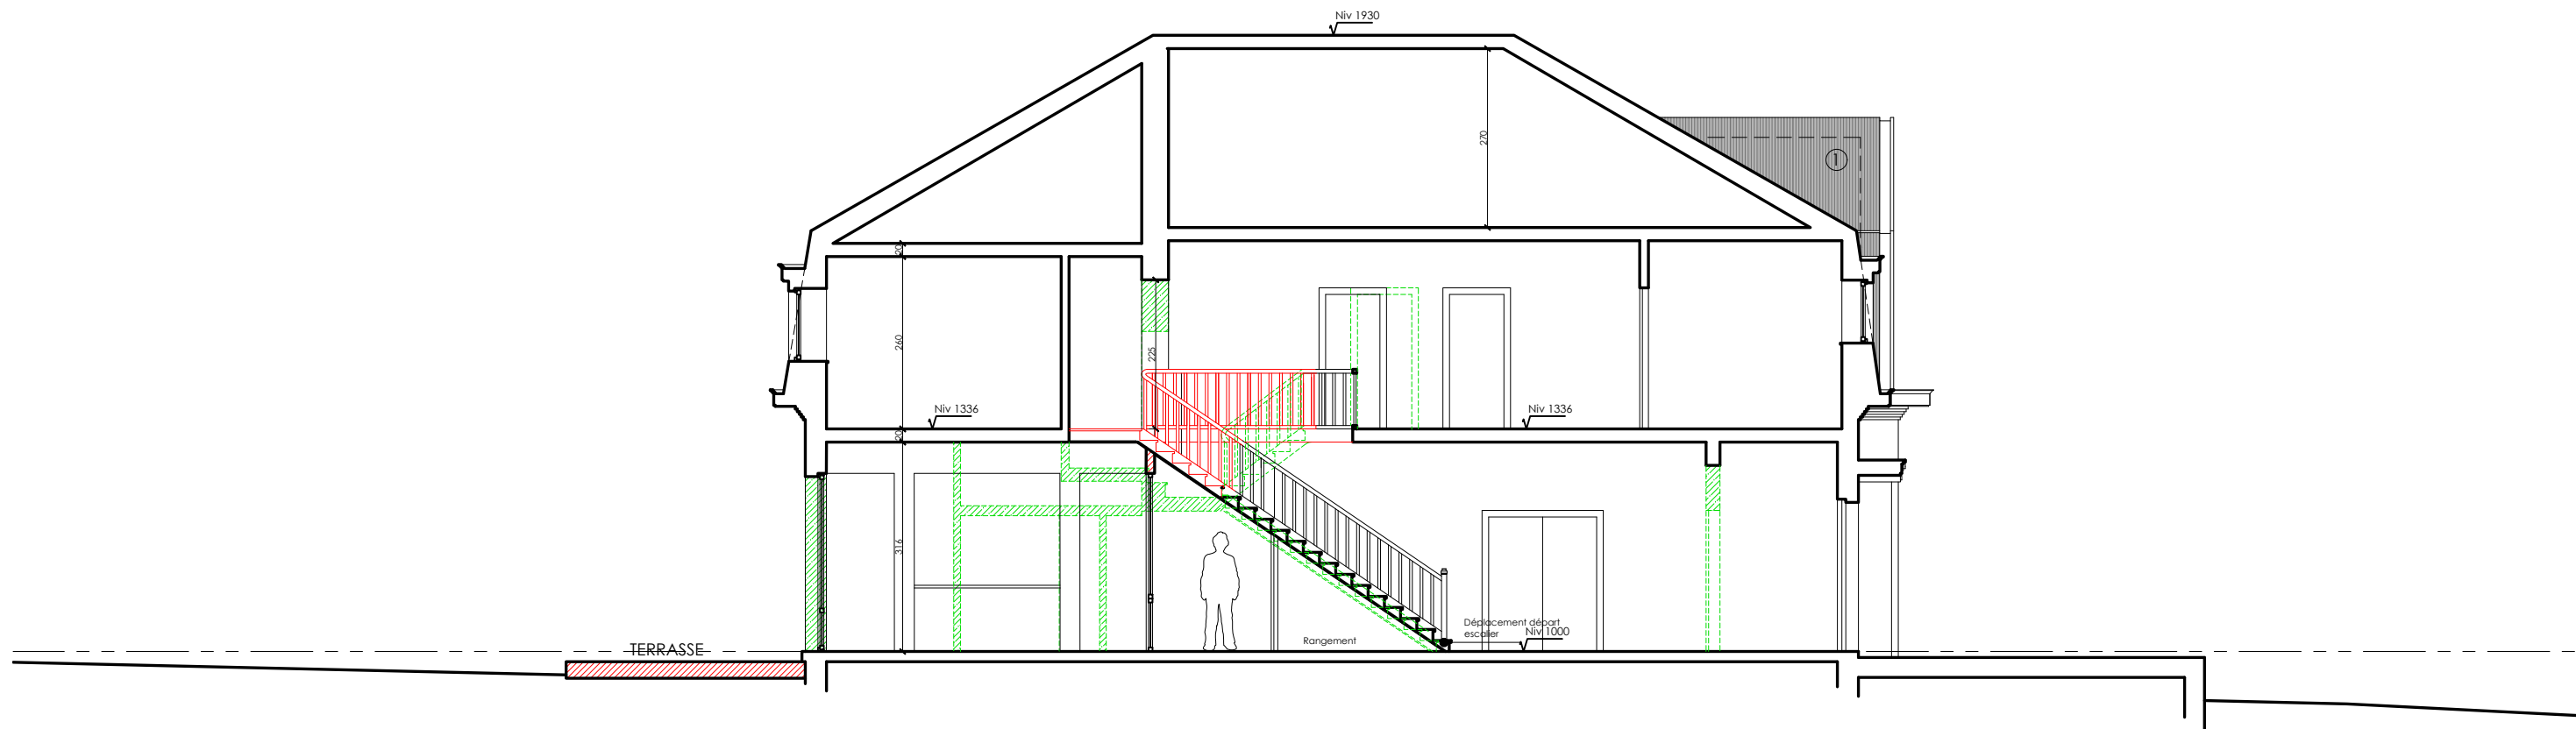 Niv 1930
270
1
20
260
225
Niv 1336
Niv 1336
20
316
Déplacement départ
escalier
Niv 1000
Rangement
TERRASSE